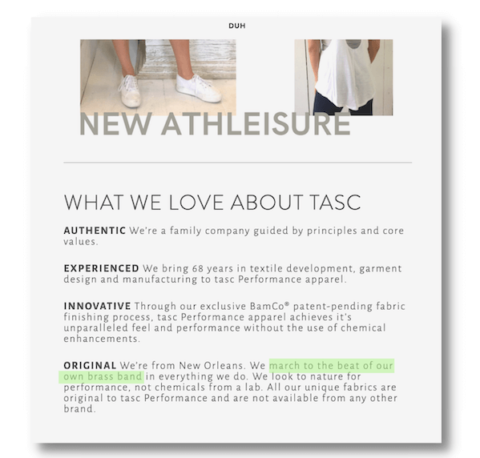 DUH
NEW ATHLEISURE
WHAT WE LOVE ABOUT TASC
AUTHENTIC We're a family company guided by principles and core
values.
EXPERIENCED We bring 68 years in textile development, garment
design and manufacturing to tasc Performance apparel.
INNOVATIVE Through our exclusive BamCo® patent-pending fabric
finishing process, tasc Performance apparel achieves it's
unparalleled feel and performance without the use of chemical
enhancements.
ORIGINAL We're from New Orleans. We march to the beat of our
own brass band in everything we do. We look to nature for
performance, not chemicals from a lab. All our unique fabrics are
original to tasc Performance and are not available from any other
brand.